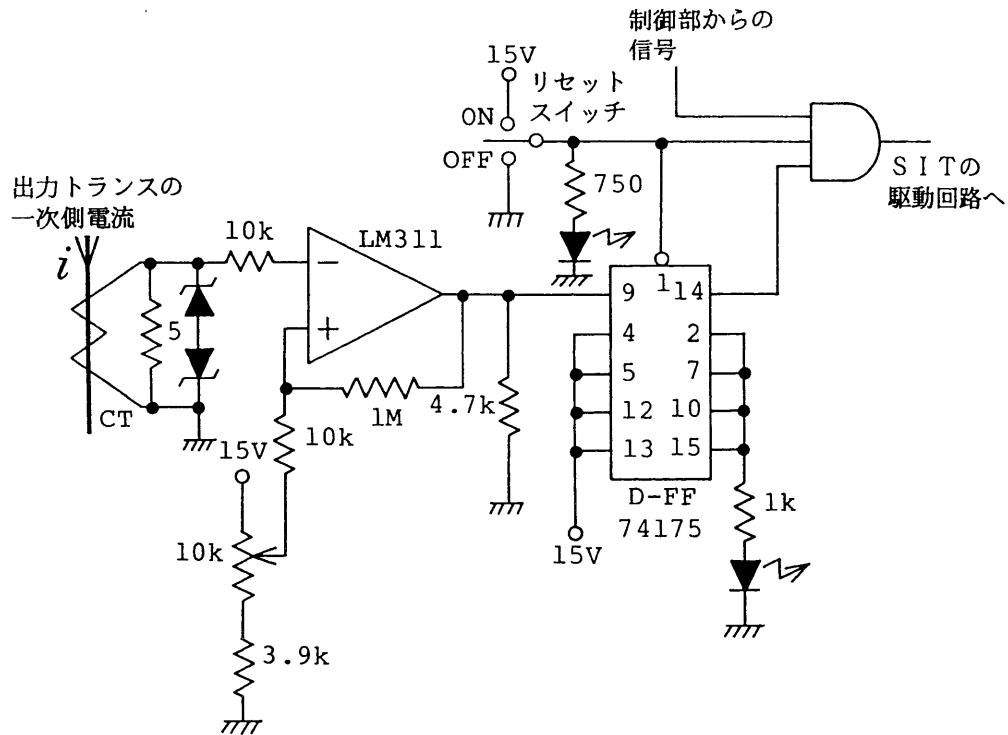 制御部からの
信号
15V
リセット
スイッチ
ON
OFF
750
SITの
駆動回路へ
出力トランスの
一次側電流
i
10k
LM311
5
CT
1M
4.7k
10k
15V
10k
3.9k
1
9
14
4
2
5
7
12
10
13
15
D-FF
74175
15V
1k